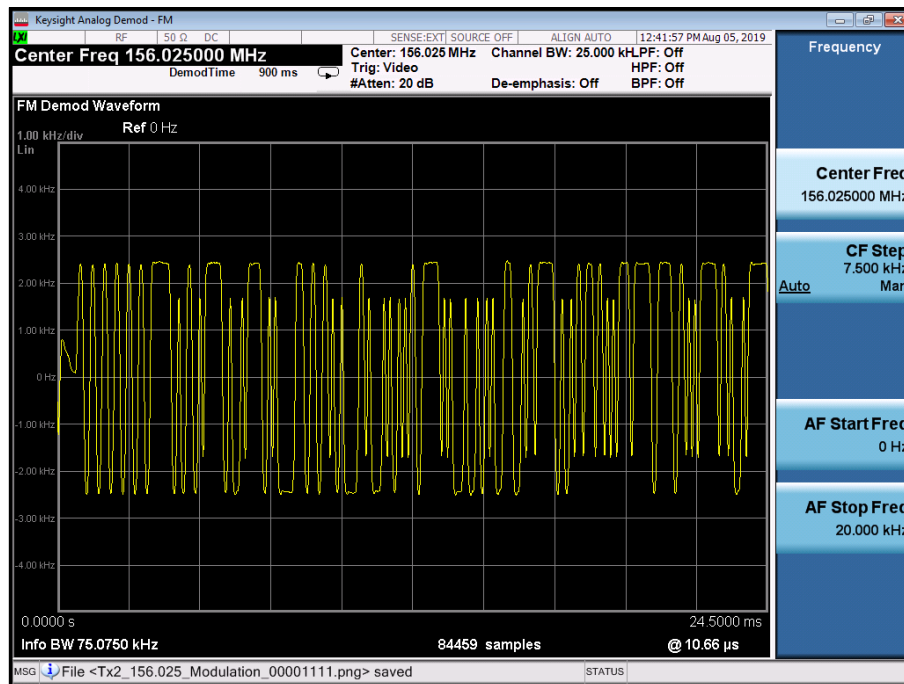 Keysight Analog Demod - FM
LXI RF 50 Ω DC SENSE:EXT SOURCE OFF ALIGN AUTO 12:41:57 PM Aug 05, 2019
Center Freq 156.025000 MHz
DemodTime 900 ms
Center: 156.025 MHz Channel BW: 25.000 kHLPF: Off
Trig: Video HPF: Off
#Atten: 20 dB De-emphasis: Off BPF: Off
FM Demod Waveform
1.00 kHz/div Ref 0 Hz
Lin
4.00 kHz
3.00 kHz
2.00 kHz
1.00 kHz
0 Hz
-1.00 kHz
-2.00 kHz
-3.00 kHz
-4.00 kHz
0.0000 s 24.5000 ms
Info BW 75.0750 kHz 84459 samples @ 10.66 µs
MSG File <Tx2_156.025_Modulation_00001111.png> saved STATUS
Frequency
Center Freq
156.025000 MHz
CF Step
7.500 kHz
Auto Man
AF Start Freq
0 Hz
AF Stop Freq
20.000 kHz